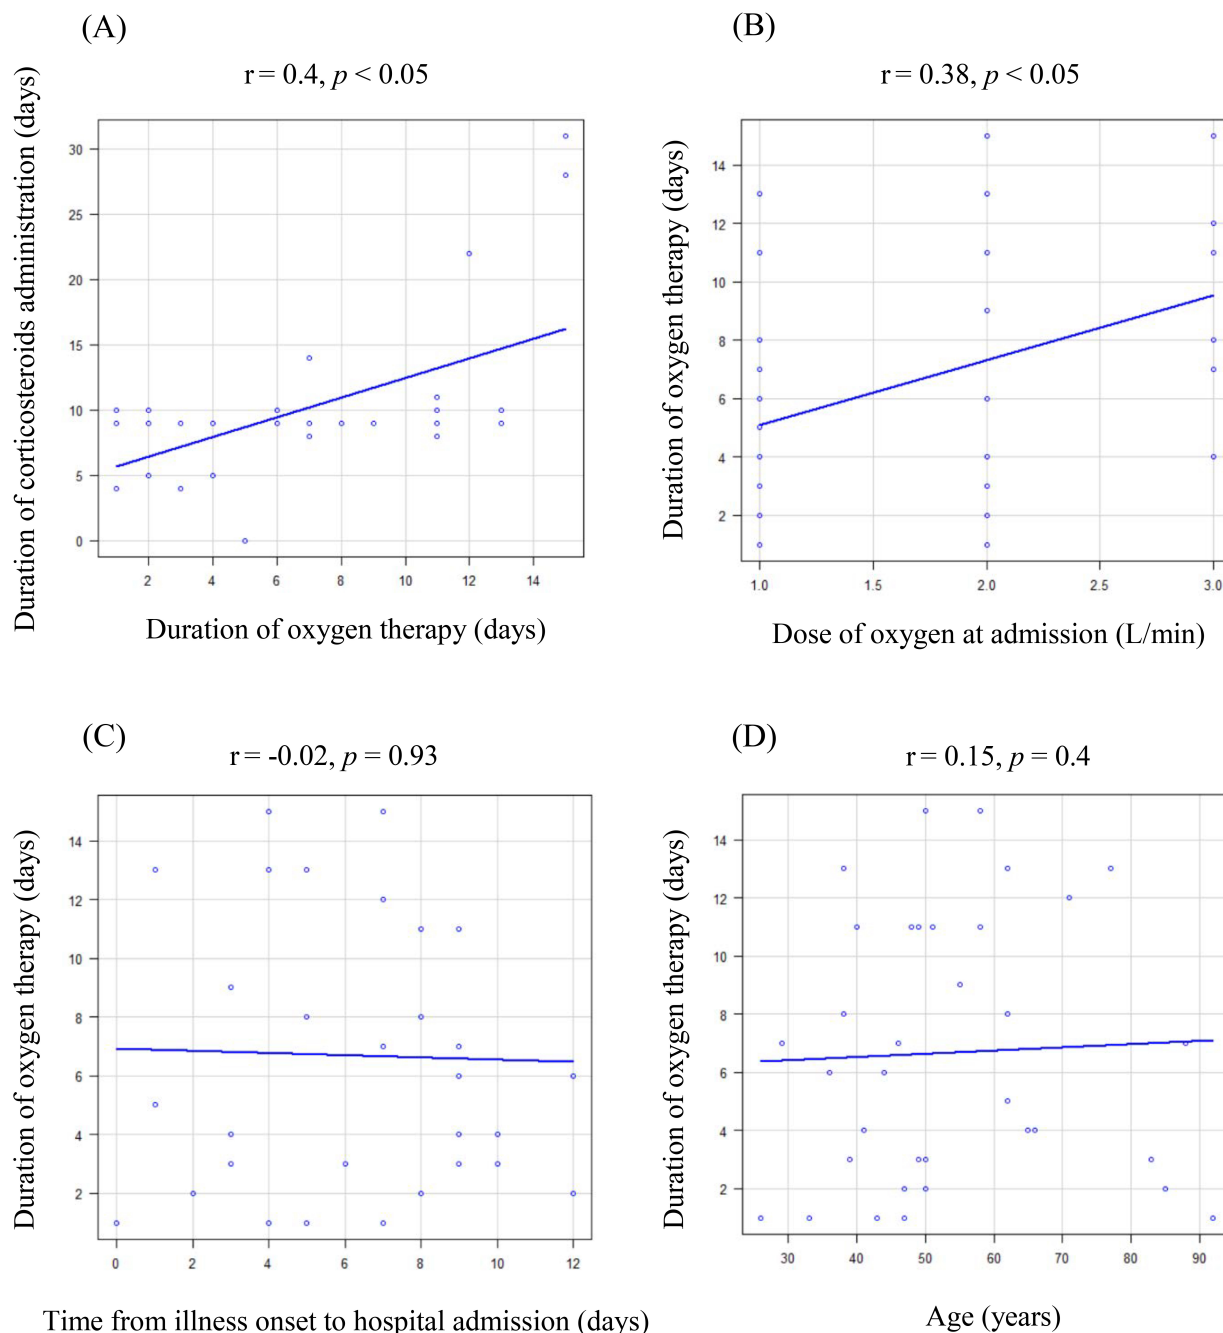 (A)
r = 0.4, p < 0.05
Duration of corticosteroids administration (days)
30
25
20
15
10
5
0
2 4 6 8 10 12 14
Duration of oxygen therapy (days)
(B)
r = 0.38, p < 0.05
Duration of oxygen therapy (days)
14
12
10
8
6
4
2
1.0 1.5 2.0 2.5 3.0
Dose of oxygen at admission (L/min)
(C)
r = -0.02, p = 0.93
Duration of oxygen therapy (days)
14
12
10
8
6
4
2
0 2 4 6 8 10 12
Time from illness onset to hospital admission (days)
(D)
r = 0.15, p = 0.4
Duration of oxygen therapy (days)
14
12
10
8
6
4
2
30 40 50 60 70 80 90
Age (years)